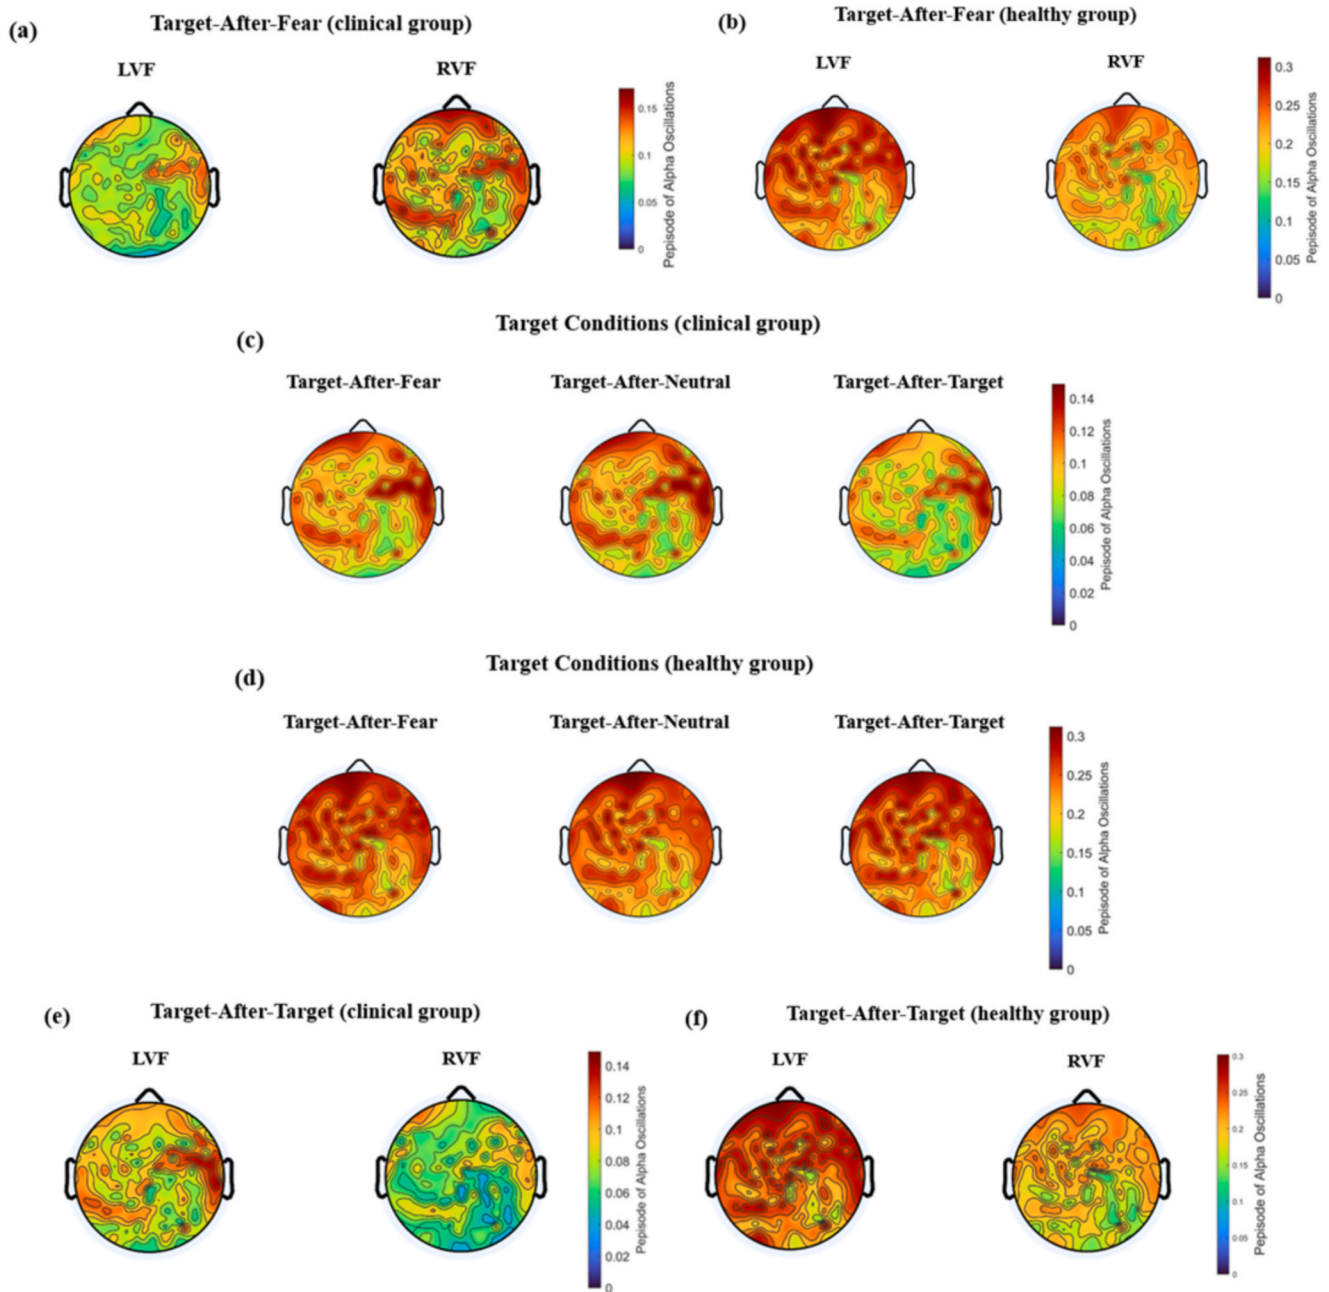 (a)
Target-After-Fear (clinical group)
LVF
RVF
0.15
0.1
0.05
0
Pepisode of Alpha Oscillations
(b)
Target-After-Fear (healthy group)
LVF
RVF
0.3
0.25
0.2
0.15
0.1
0.05
0
Pepisode of Alpha Oscillations
(c)
Target Conditions (clinical group)
Target-After-Fear
Target-After-Neutral
Target-After-Target
0.14
0.12
0.1
0.08
0.06
0.04
0.02
0
Pepisode of Alpha Oscillations
(d)
Target Conditions (healthy group)
Target-After-Fear
Target-After-Neutral
Target-After-Target
0.3
0.25
0.2
0.15
0.1
0.05
0
Pepisode of Alpha Oscillations
(e)
Target-After-Target (clinical group)
LVF
RVF
0.14
0.12
0.1
0.08
0.06
0.04
0.02
0
Pepisode of Alpha Oscillations
(f)
Target-After-Target (healthy group)
LVF
RVF
0.3
0.25
0.2
0.15
0.1
0.05
0
Pepisode of Alpha Oscillations